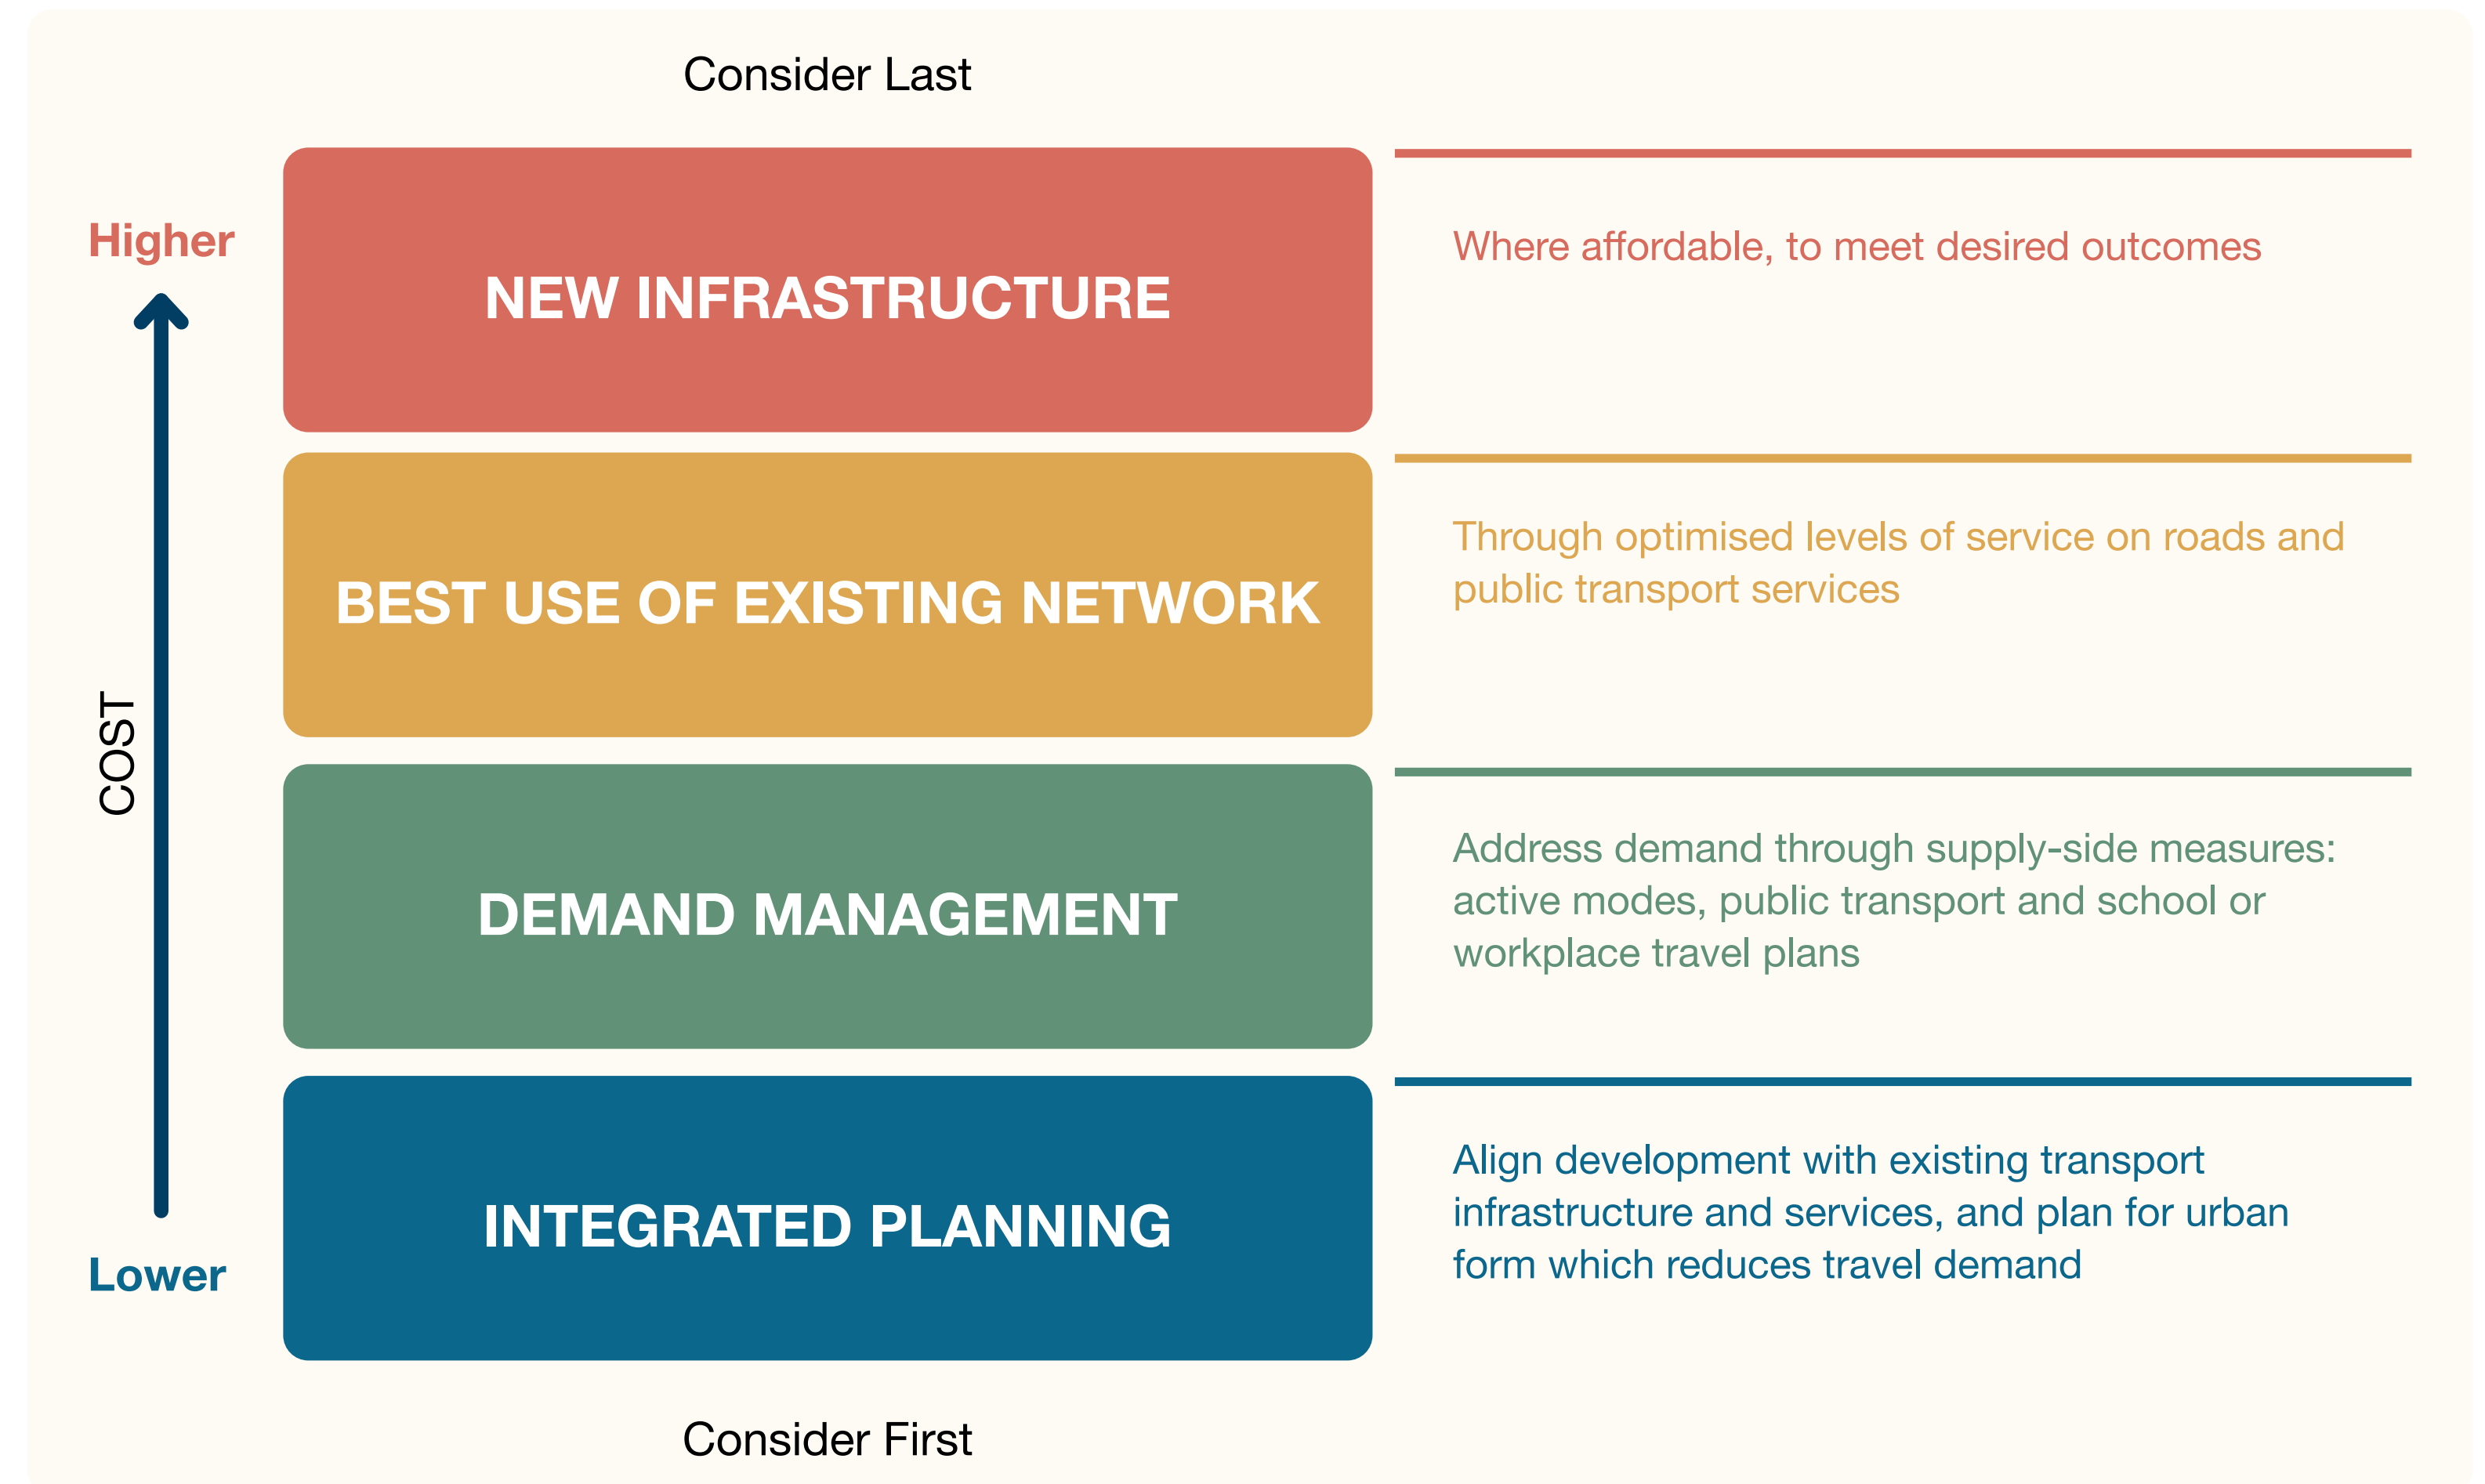 Consider Last
Higher
NEW INFRASTRUCTURE
Where affordable, to meet desired outcomes
BEST USE OF EXISTING NETWORK
Through optimised levels of service on roads and
public transport services
COST
DEMAND MANAGEMENT
Address demand through supply-side measures:
active modes, public transport and school or
workplace travel plans
INTEGRATED PLANNING
Align development with existing transport
infrastructure and services, and plan for urban
form which reduces travel demand
Lower
Consider First